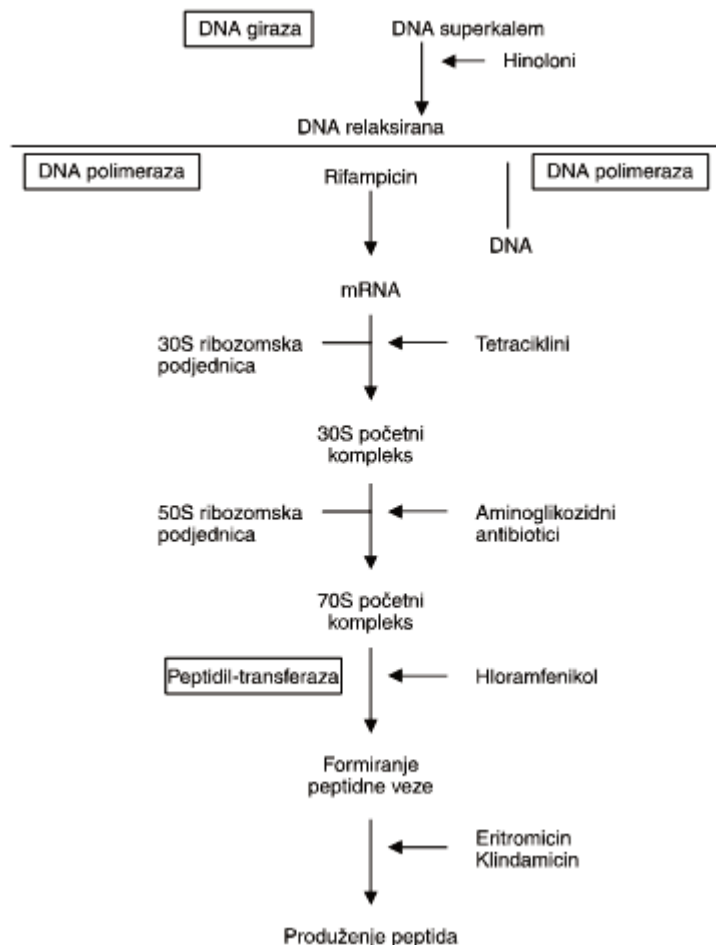 DNA giraza
DNA superkalem
Hinoloni
DNA relaksirana
DNA polimeraza
Rifampicin
DNA polimeraza
DNA
mRNA
30S ribozomska
podjednica
Tetraciklini
30S početni
kompleks
50S ribozomska
podjednica
Aminoglikozidni
antibiotici
70S početni
kompleks
Peptidil-transferaza
Hloramfenikol
Formiranje
peptidne veze
Eritromicin
Klindamicin
Produženje peptida